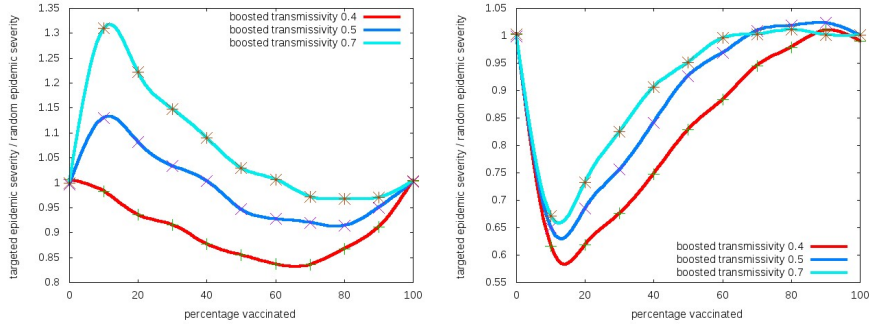 targeted epidemic severity / random epidemic severity
1.35
1.3
1.25
1.2
1.15
1.1
1.05
1
0.95
0.9
0.85
0.8
boosted transmissivity 0.4
boosted transmissivity 0.5
boosted transmissivity 0.7
0 20 40 60 80 100
percentage vaccinated
targeted epidemic severity / random epidemic severity
1.05
1
0.95
0.9
0.85
0.8
0.75
0.7
0.65
0.6
0.55
boosted transmissivity 0.4
boosted transmissivity 0.5
boosted transmissivity 0.7
0 20 40 60 80 100
percentage vaccinated